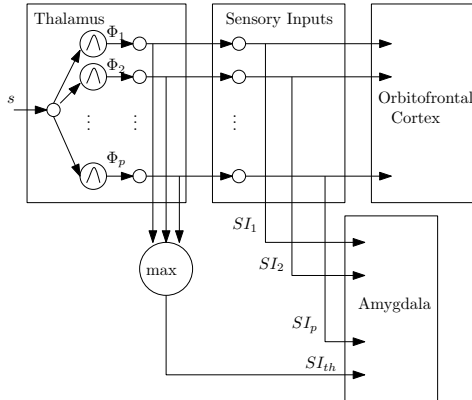 Thalamus
Sensory Inputs
Φ1
Φ2
s
Orbitofrontal
Cortex
Φp
SI1
max
SI2
Amygdala
SIp
SIth